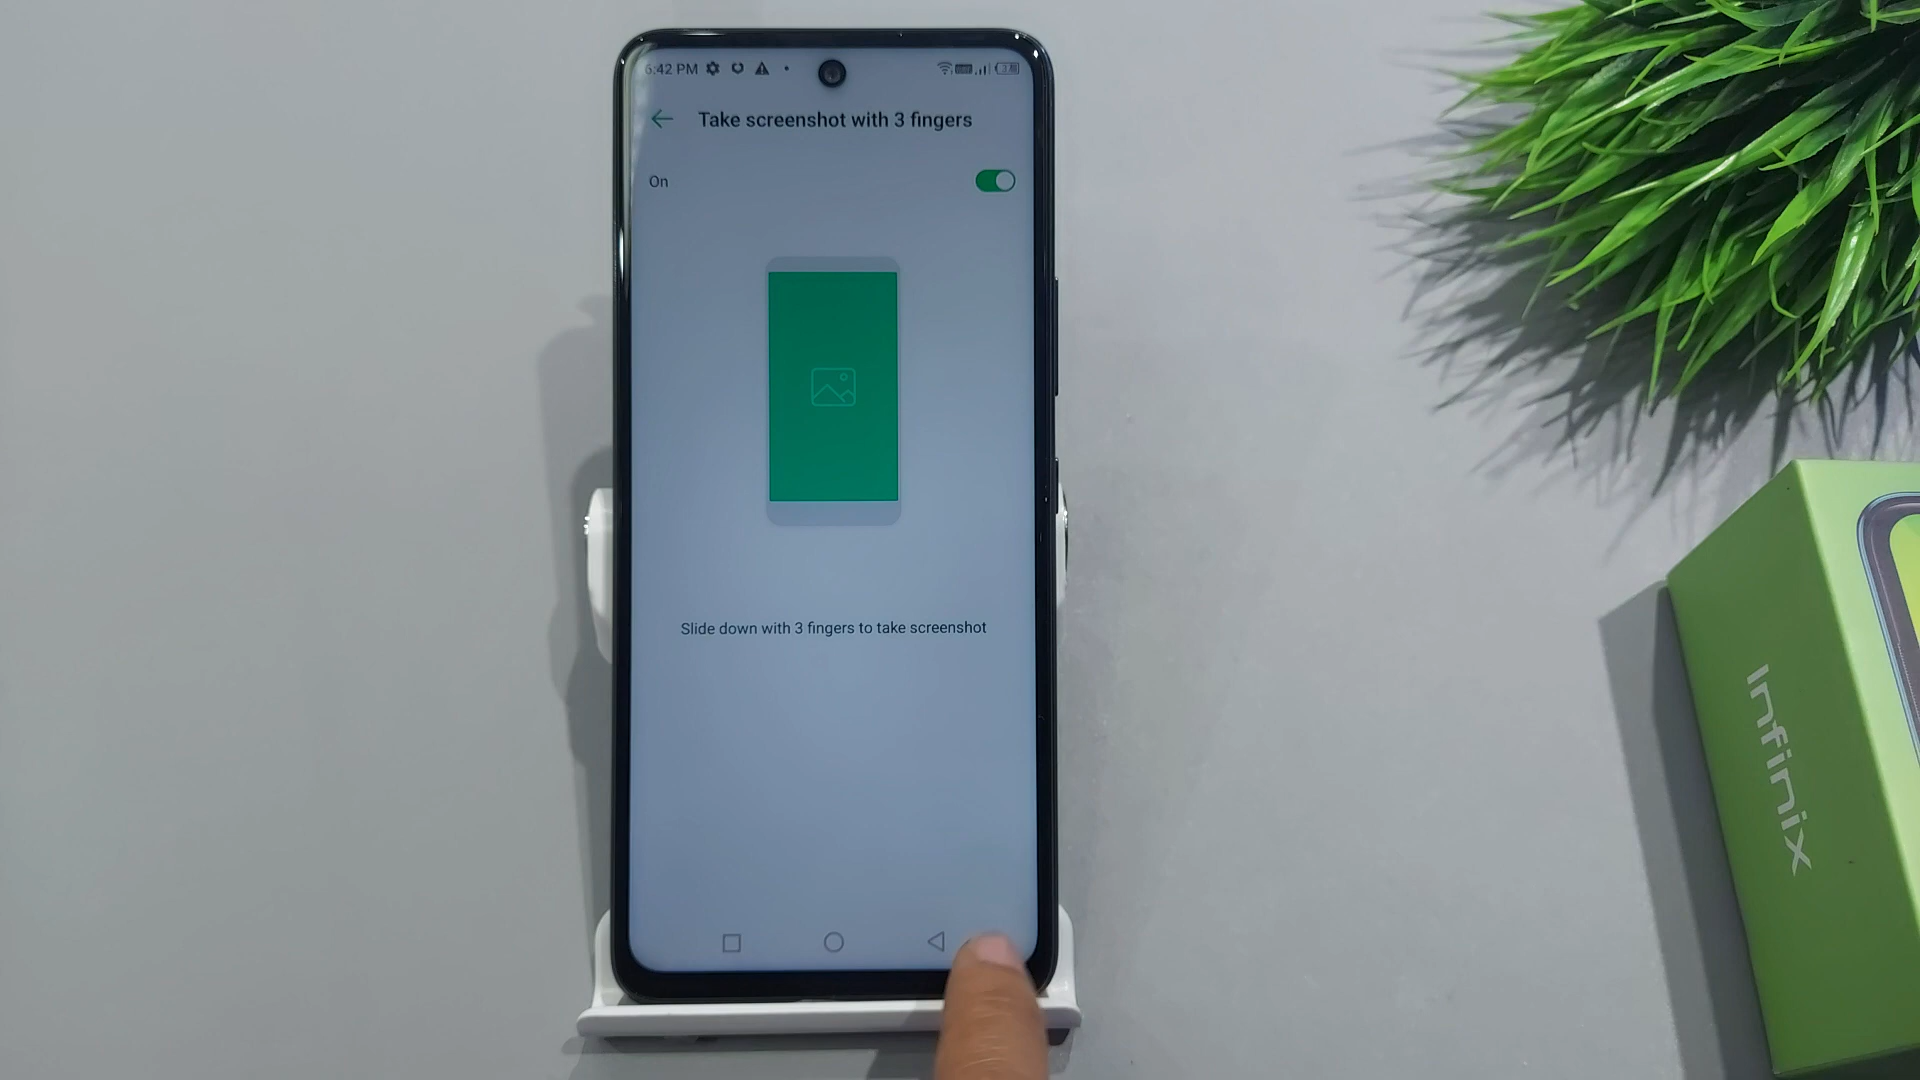 6:42 PM
Take screenshot with 3 fingers
On
Slide down with 3 fingers to take screenshot
Infinix